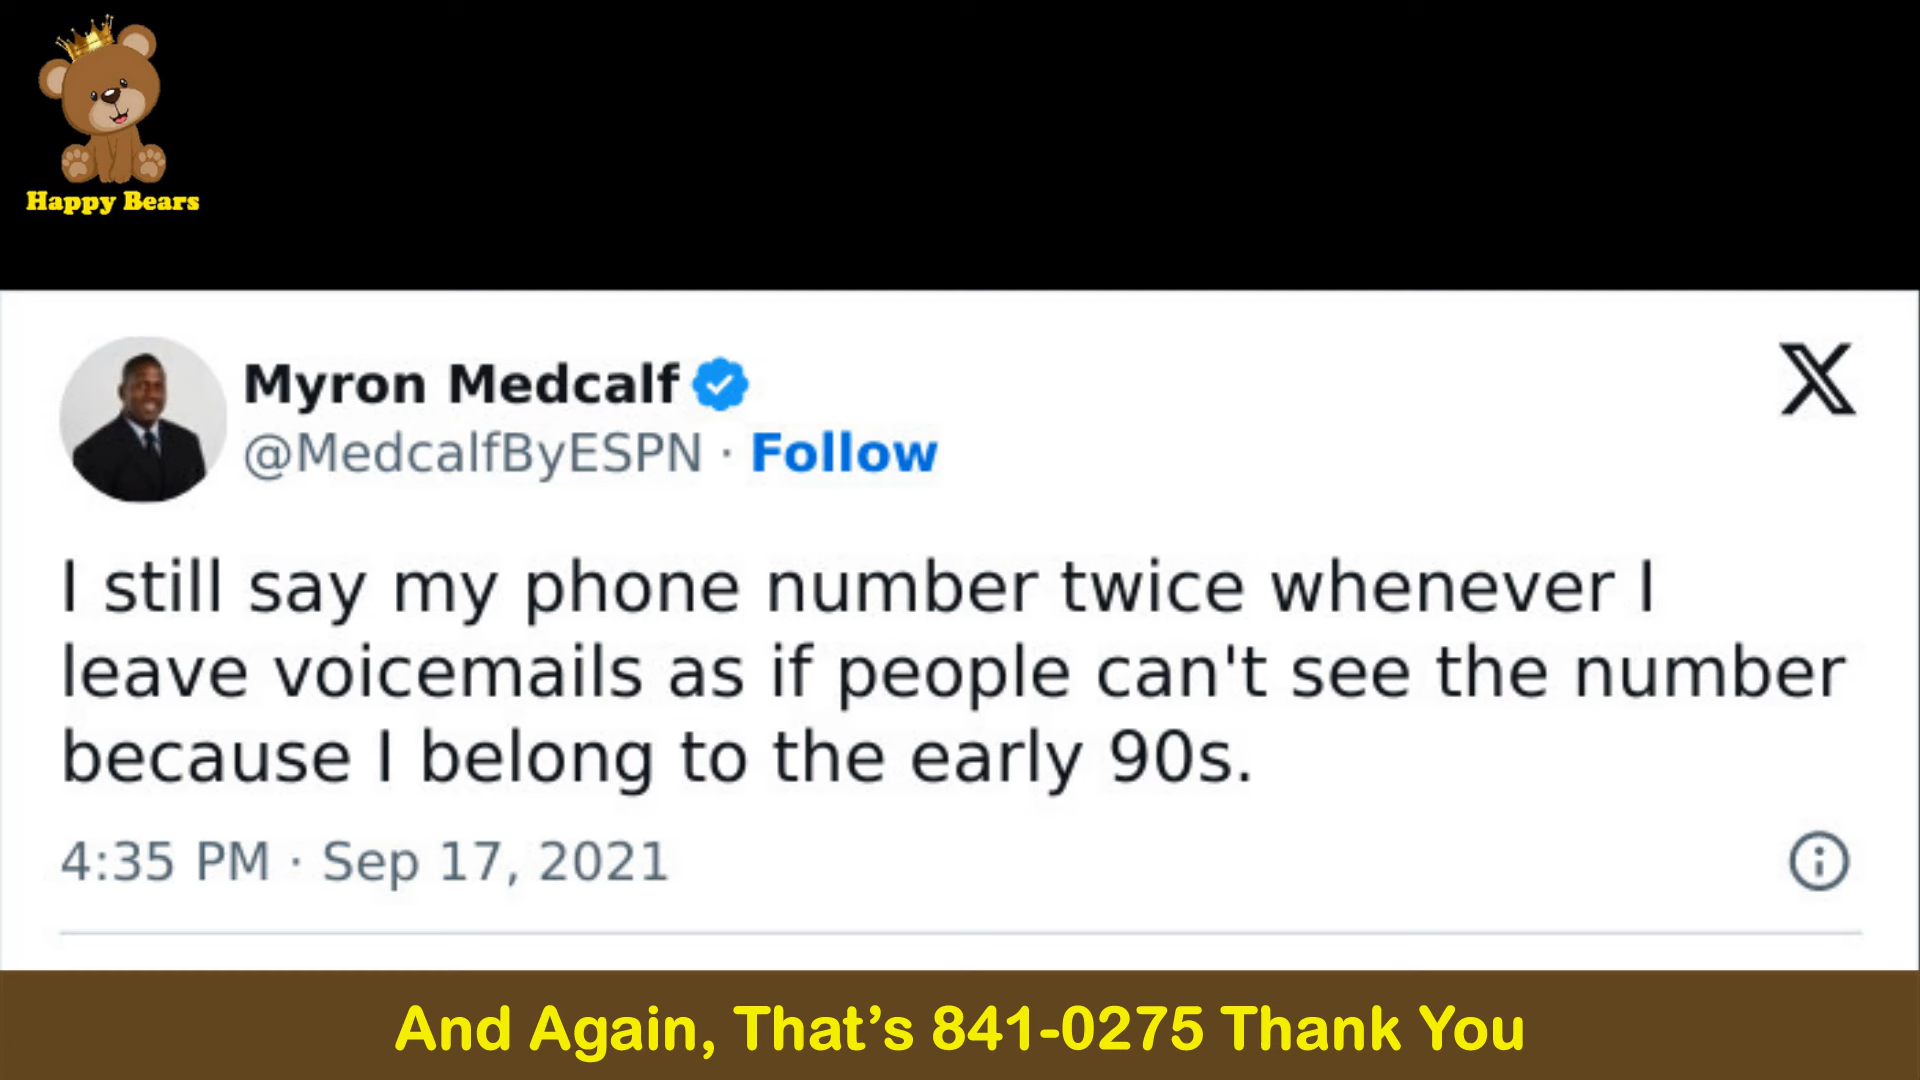 Happy Bears
Myron Medcalf
@MedcalfByESPN · Follow
I still say my phone number twice whenever I
leave voicemails as if people can't see the number
because I belong to the early 90s.
4:35 PM · Sep 17, 2021
And Again, That’s 841-0275 Thank You